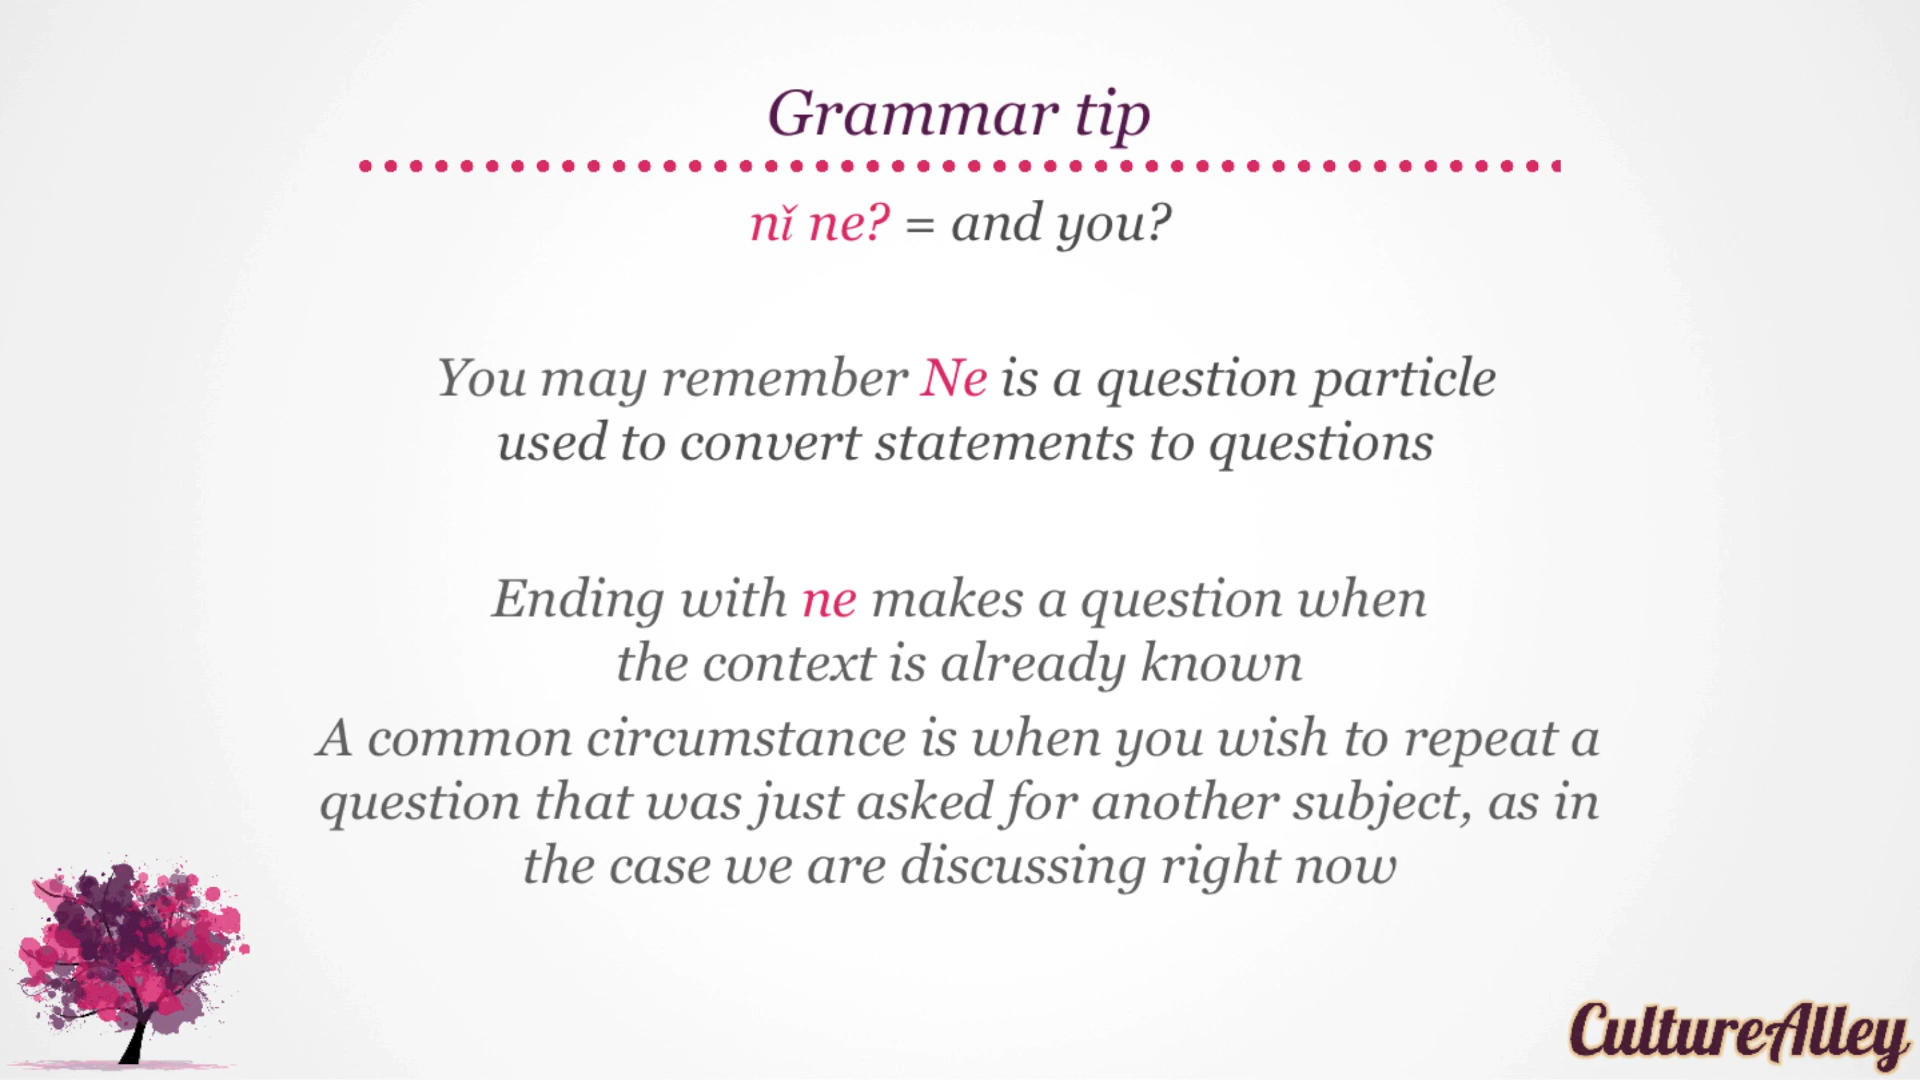 Grammar tip
nǐ ne? = and you?
You may remember Ne is a question particle
used to convert statements to questions
Ending with ne makes a question when
the context is already known
A common circumstance is when you wish to repeat a
question that was just asked for another subject, as in
the case we are discussing right now
CultureAlley